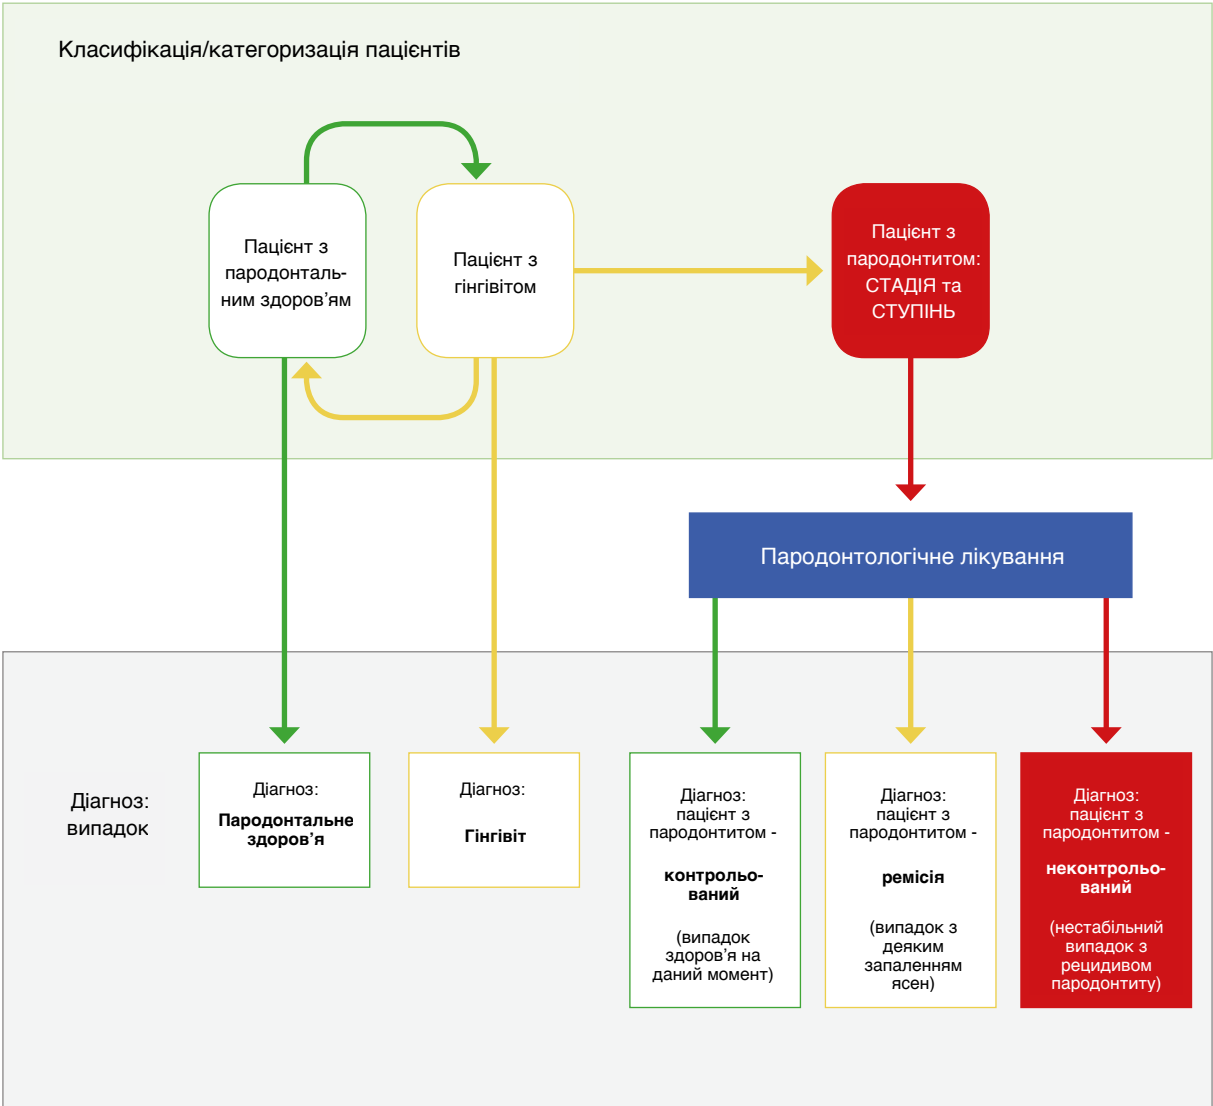 Класифікація/категоризація пацієнтів
Пацієнт з
пародонталь-
ним здоров’ям
Пацієнт з
гінгівітом
Пацієнт з
пародонтитом:
СТАДІЯ та
СТУПІНЬ
Пародонтологічне лікування
Діагноз:
випадок
Діагноз:
Пародонтальне
здоров’я
Діагноз:
Гінгівіт
Діагноз:
пацієнт з
пародонтитом -
контрольо-
ваний
(випадок
здоров’я на
даний момент)
Діагноз:
пацієнт з
пародонтитом -
ремісія
(випадок з
деяким
запаленням
ясен)
Діагноз:
пацієнт з
пародонтитом -
неконтрольо-
ваний
(нестабільний
випадок з
рецидивом
пародонтиту)